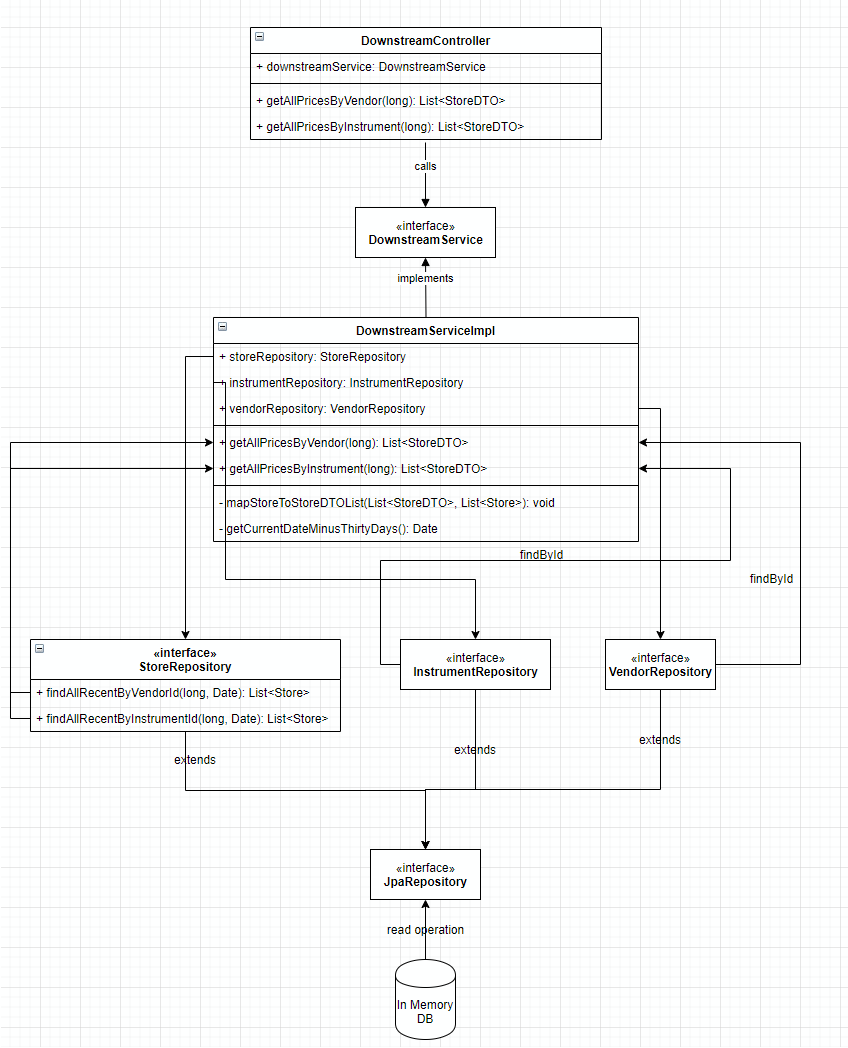 DownstreamController
+ downstreamService: DownstreamService
+ getAllPricesByVendor(long): List<StoreDTO>
+ getAllPricesByInstrument(long): List<StoreDTO>
calls
«interface»
DownstreamService
implements
DownstreamServiceImpl
+ storeRepository: StoreRepository
+ instrumentRepository: InstrumentRepository
+ vendorRepository: VendorRepository
+ getAllPricesByVendor(long): List<StoreDTO>
+ getAllPricesByInstrument(long): List<StoreDTO>
- mapStoreToStoreDTOList(List<StoreDTO>, List<Store>): void
- getCurrentDateMinusThirtyDays(): Date
findById
findById
«interface»
StoreRepository
+ findAllRecentByVendorId(long, Date): List<Store>
+ findAllRecentByInstrumentId(long, Date): List<Store>
«interface»
InstrumentRepository
«interface»
VendorRepository
extends
extends
extends
«interface»
JpaRepository
read operation
In Memory
DB